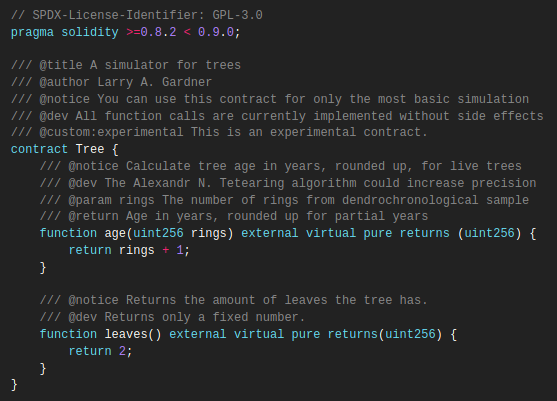 // SPDX-License-Identifier: GPL-3.0
pragma solidity >=0.8.2 < 0.9.0;

/// @title A simulator for trees
/// @author Larry A. Gardner
/// @notice You can use this contract for only the most basic simulation
/// @dev All function calls are currently implemented without side effects
/// @custom:experimental This is an experimental contract.
contract Tree {
    /// @notice Calculate tree age in years, rounded up, for live trees
    /// @dev The Alexandr N. Tetearing algorithm could increase precision
    /// @param rings The number of rings from dendrochronological sample
    /// @return Age in years, rounded up for partial years
    function age(uint256 rings) external virtual pure returns (uint256) {
        return rings + 1;
    }

    /// @notice Returns the amount of leaves the tree has.
    /// @dev Returns only a fixed number.
    function leaves() external virtual pure returns(uint256) {
        return 2;
    }
}